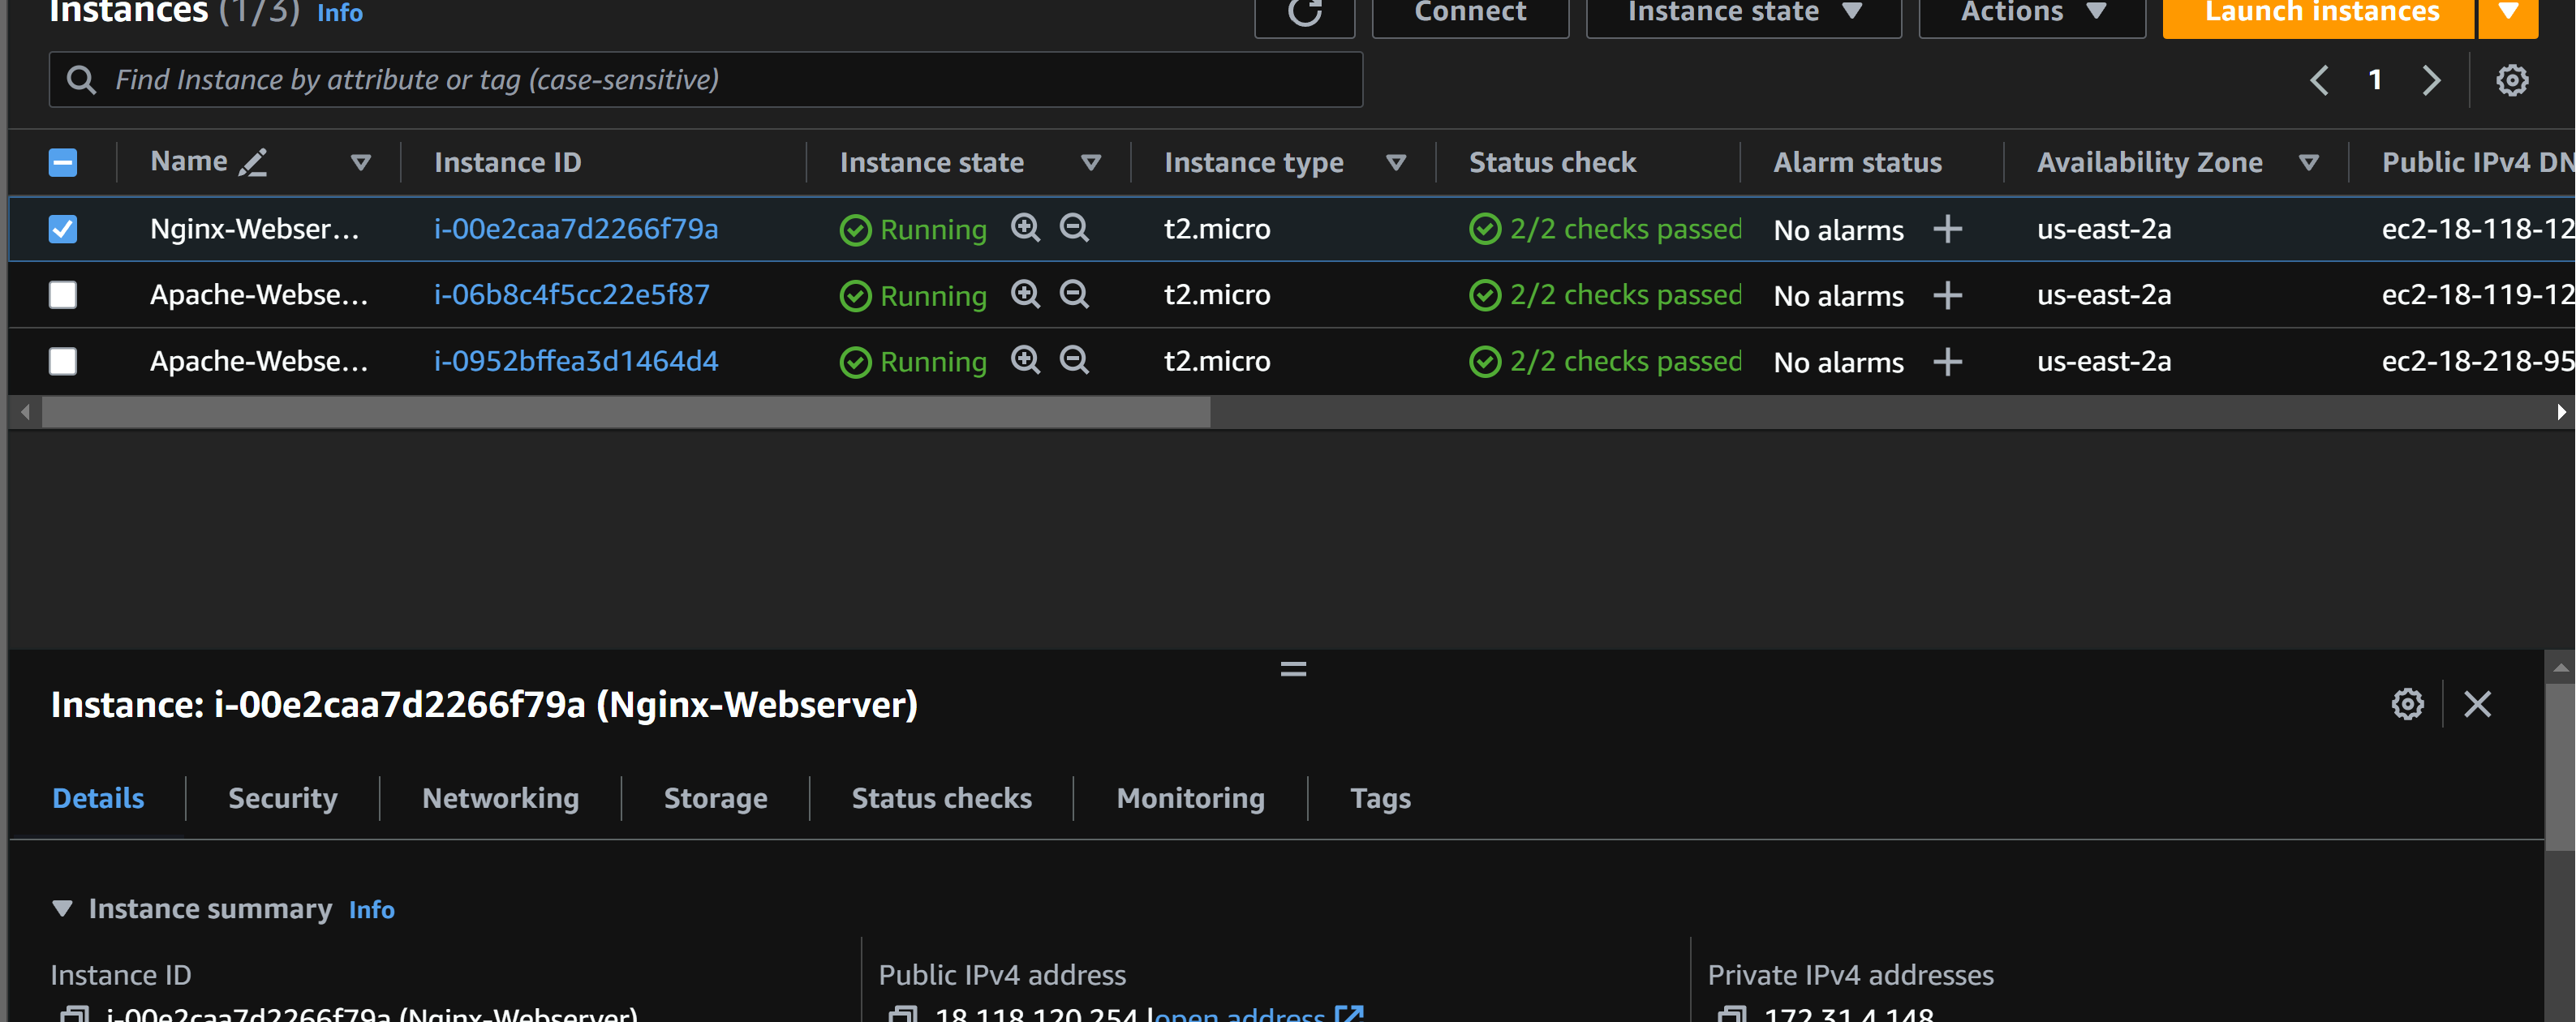 Instances (1/3) Info Connect Instance state Actions Launch instances
Find Instance by attribute or tag (case-sensitive) 1
Name Instance ID Instance state Instance type Status check Alarm status Availability Zone Public IPv4 DN
Nginx-Webser... i-00e2caa7d2266f79a Running t2.micro 2/2 checks passed No alarms us-east-2a ec2-18-118-12
Apache-Webse... i-06b8c4f5cc22e5f87 Running t2.micro 2/2 checks passed No alarms us-east-2a ec2-18-119-12
Apache-Webse... i-0952bffea3d1464d4 Running t2.micro 2/2 checks passed No alarms us-east-2a ec2-18-218-95
Instance: i-00e2caa7d2266f79a (Nginx-Webserver)
Details Security Networking Storage Status checks Monitoring Tags
Instance summary Info
Instance ID Public IPv4 address Private IPv4 addresses
i-00e2caa7d2266f79a (Nginx-Webserver) 18.118.120.254 |open address 172.31.4.148